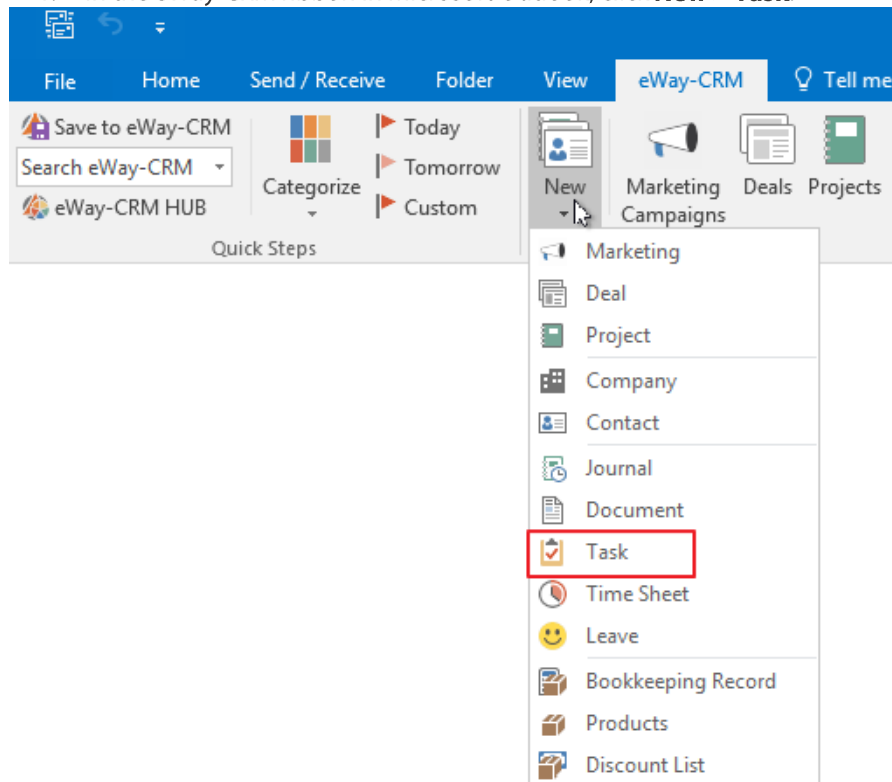 File Home Send / Receive Folder View eWay-CRM Tell me
Save to eWay-CRM
Search eWay-CRM
eWay-CRM HUB
Categorize
Today
Tomorrow
Custom
Quick Steps
New
Marketing
Campaigns
Deals
Projects
Marketing
Deal
Project
Company
Contact
Journal
Document
Task
Time Sheet
Leave
Bookkeeping Record
Products
Discount List